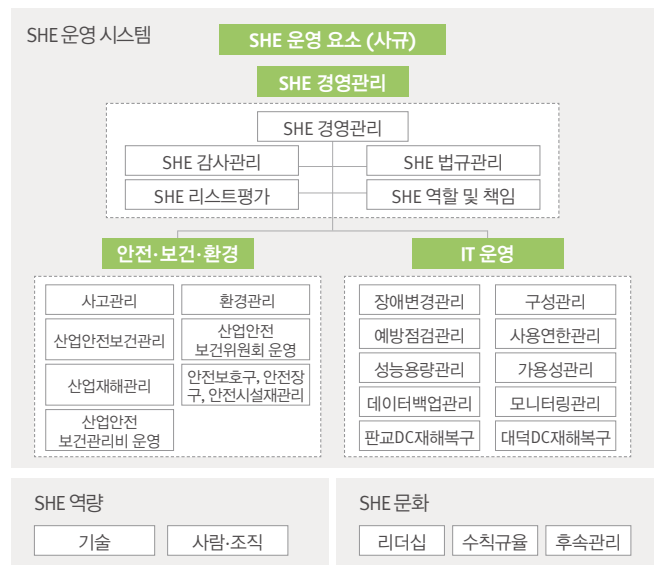 SHE 운영 시스템
SHE 운영 요소 (사규)
SHE 경영관리
SHE 경영관리
SHE 감사관리
SHE 법규관리
SHE 리스트평가
SHE 역할 및 책임
안전·보건·환경
사고관리
환경관리
산업안전보건관리
산업안전
보건위원회 운영
산업재해관리
안전보호구, 안전장
구, 안전시설재관리
산업안전
보건관리비 운영
IT 운영
장애변경관리
구성관리
예방점검관리
사용연한관리
성능용량관리
가용성관리
데이터백업관리
모니터링관리
판교DC재해복구
대덕DC재해복구
SHE 역량
기술
사람·조직
SHE 문화
리더십
수칙규율
후속관리